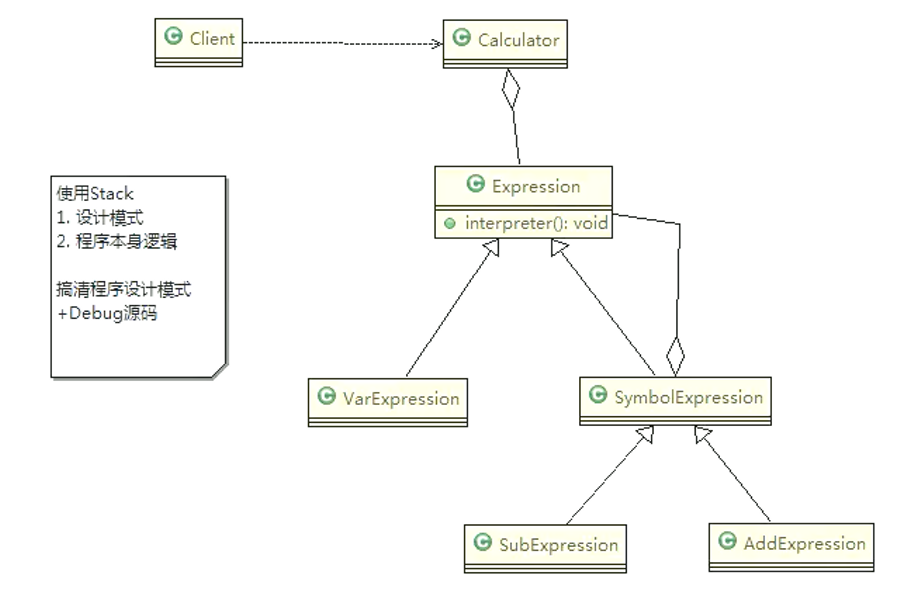 Client
Calculator
Expression
interpreter(): void
使用Stack
1. 设计模式
2. 程序本身逻辑
搞清程序设计模式
+Debug源码
VarExpression
SymbolExpression
SubExpression
AddExpression